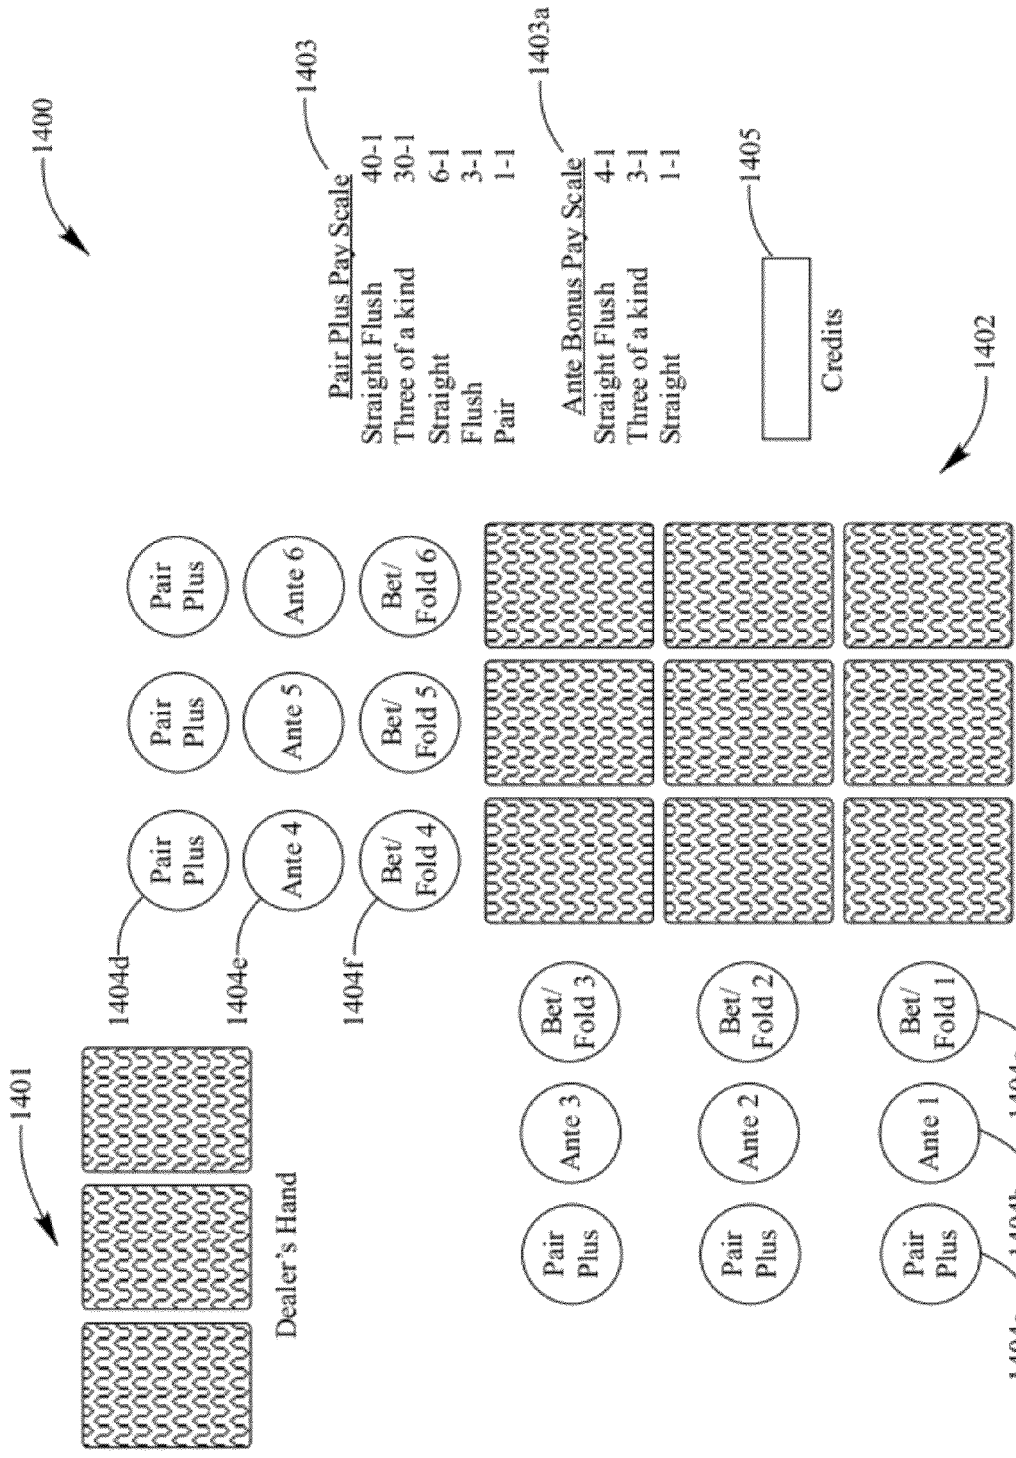 1400
1401
Dealer's Hand
1404d
1404e
1404f
Pair
Plus
Pair
Plus
Pair
Plus
Ante 4
Ante 5
Ante 6
Bet/
Fold 4
Bet/
Fold 5
Bet/
Fold 6
1403
Pair Plus Pay Scale
Straight Flush 40-1
Three of a kind 30-1
Straight 6-1
Flush 3-1
Pair 1-1
1403a
Ante Bonus Pay Scale
Straight Flush 4-1
Three of a kind 3-1
Straight 1-1
1405
Credits
1402
Pair
Plus
Ante 3
Bet/
Fold 3
Pair
Plus
Ante 2
Bet/
Fold 2
Pair
Plus
Ante 1
Bet/
Fold 1